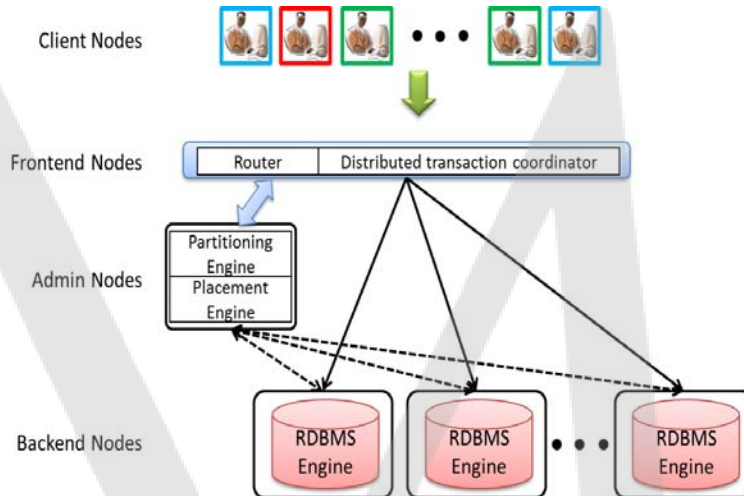 Client Nodes
Frontend Nodes
Router
Distributed transaction coordinator
Admin Nodes
Partitioning
Engine
Placement
Engine
Backend Nodes
RDBMS
Engine
RDBMS
Engine
RDBMS
Engine